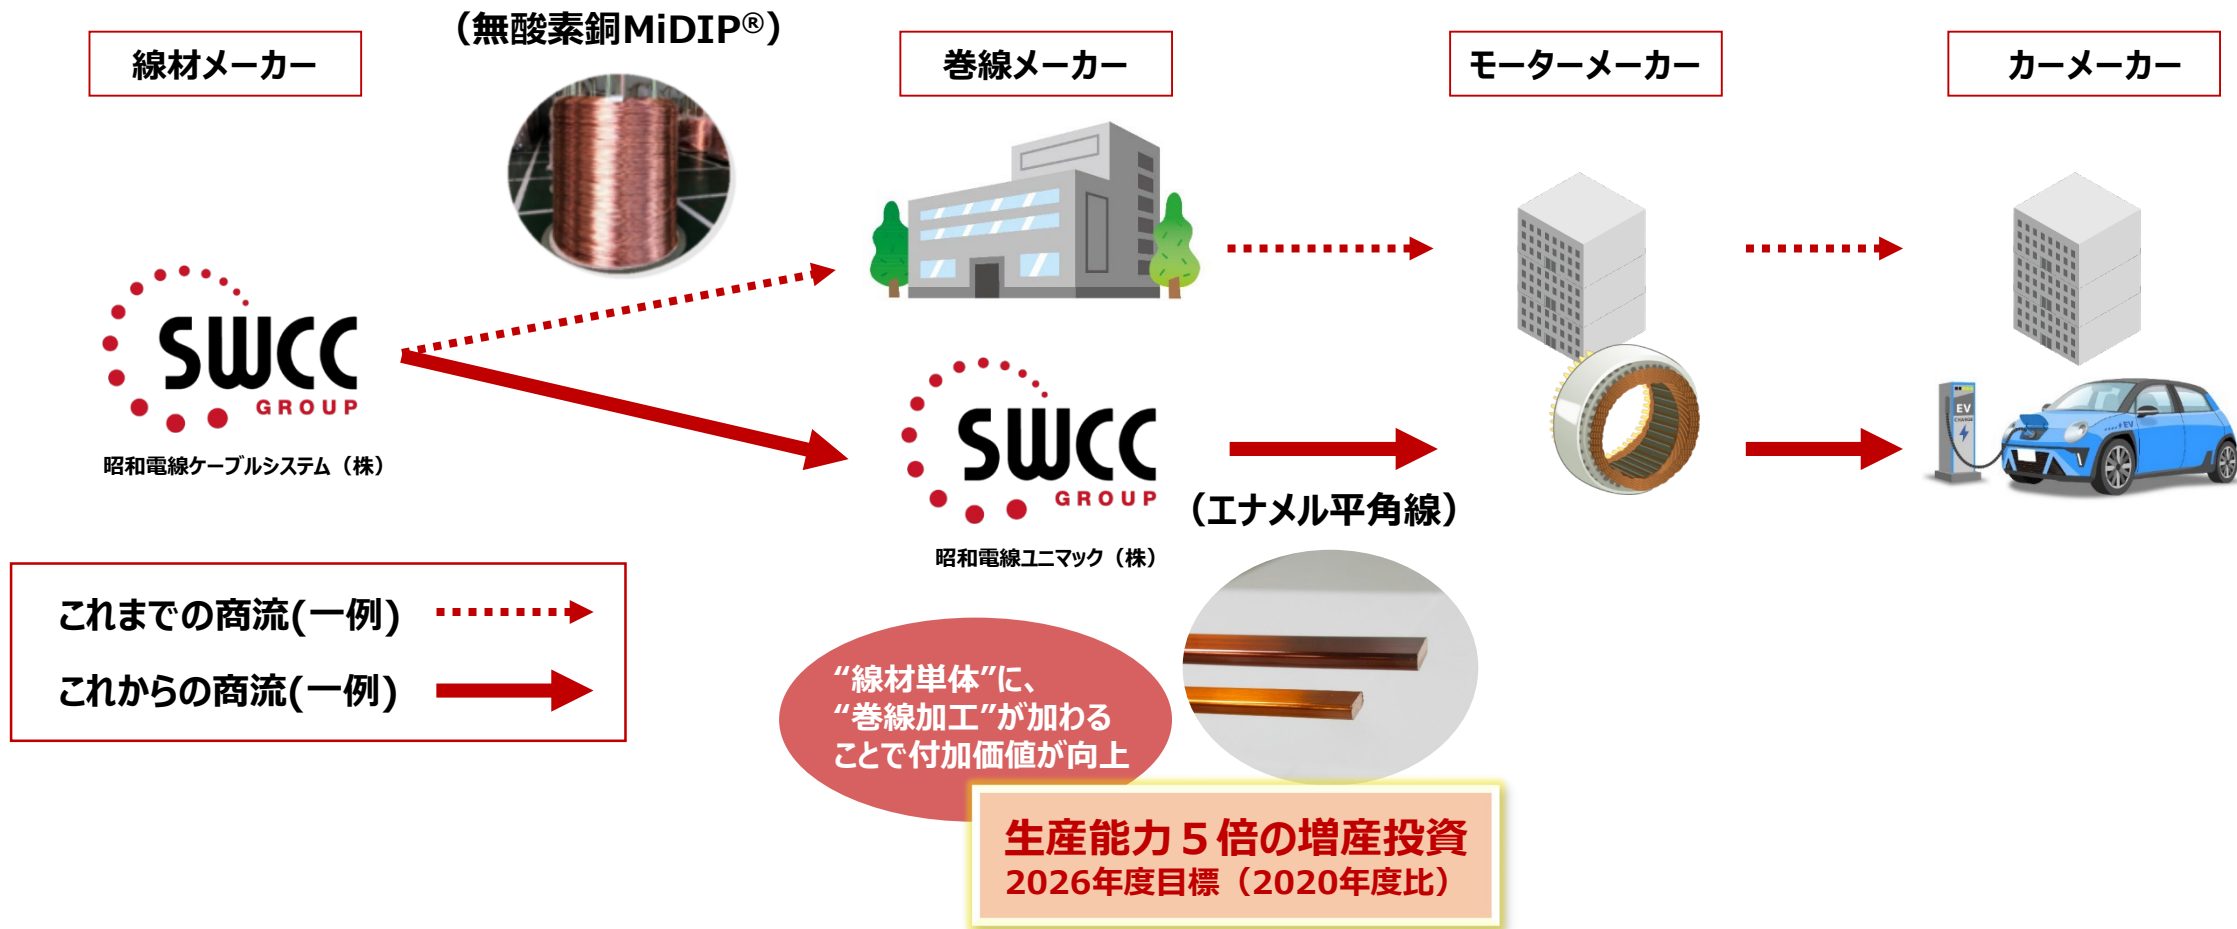 （無酸素銅MiDIP®）
線材メーカー
巻線メーカー
モーターメーカー
カーメーカー
SWCC
GROUP
昭和電線ケーブルシステム（株）
SWCC
GROUP
昭和電線ユニマック（株）
（エナメル平角線）
EV
CHARGE
EV
これまでの商流(一例)
これからの商流(一例)
“線材単体”に、
“巻線加工”が加わる
ことで付加価値が向上
生産能力５倍の増産投資
2026年度目標（2020年度比）